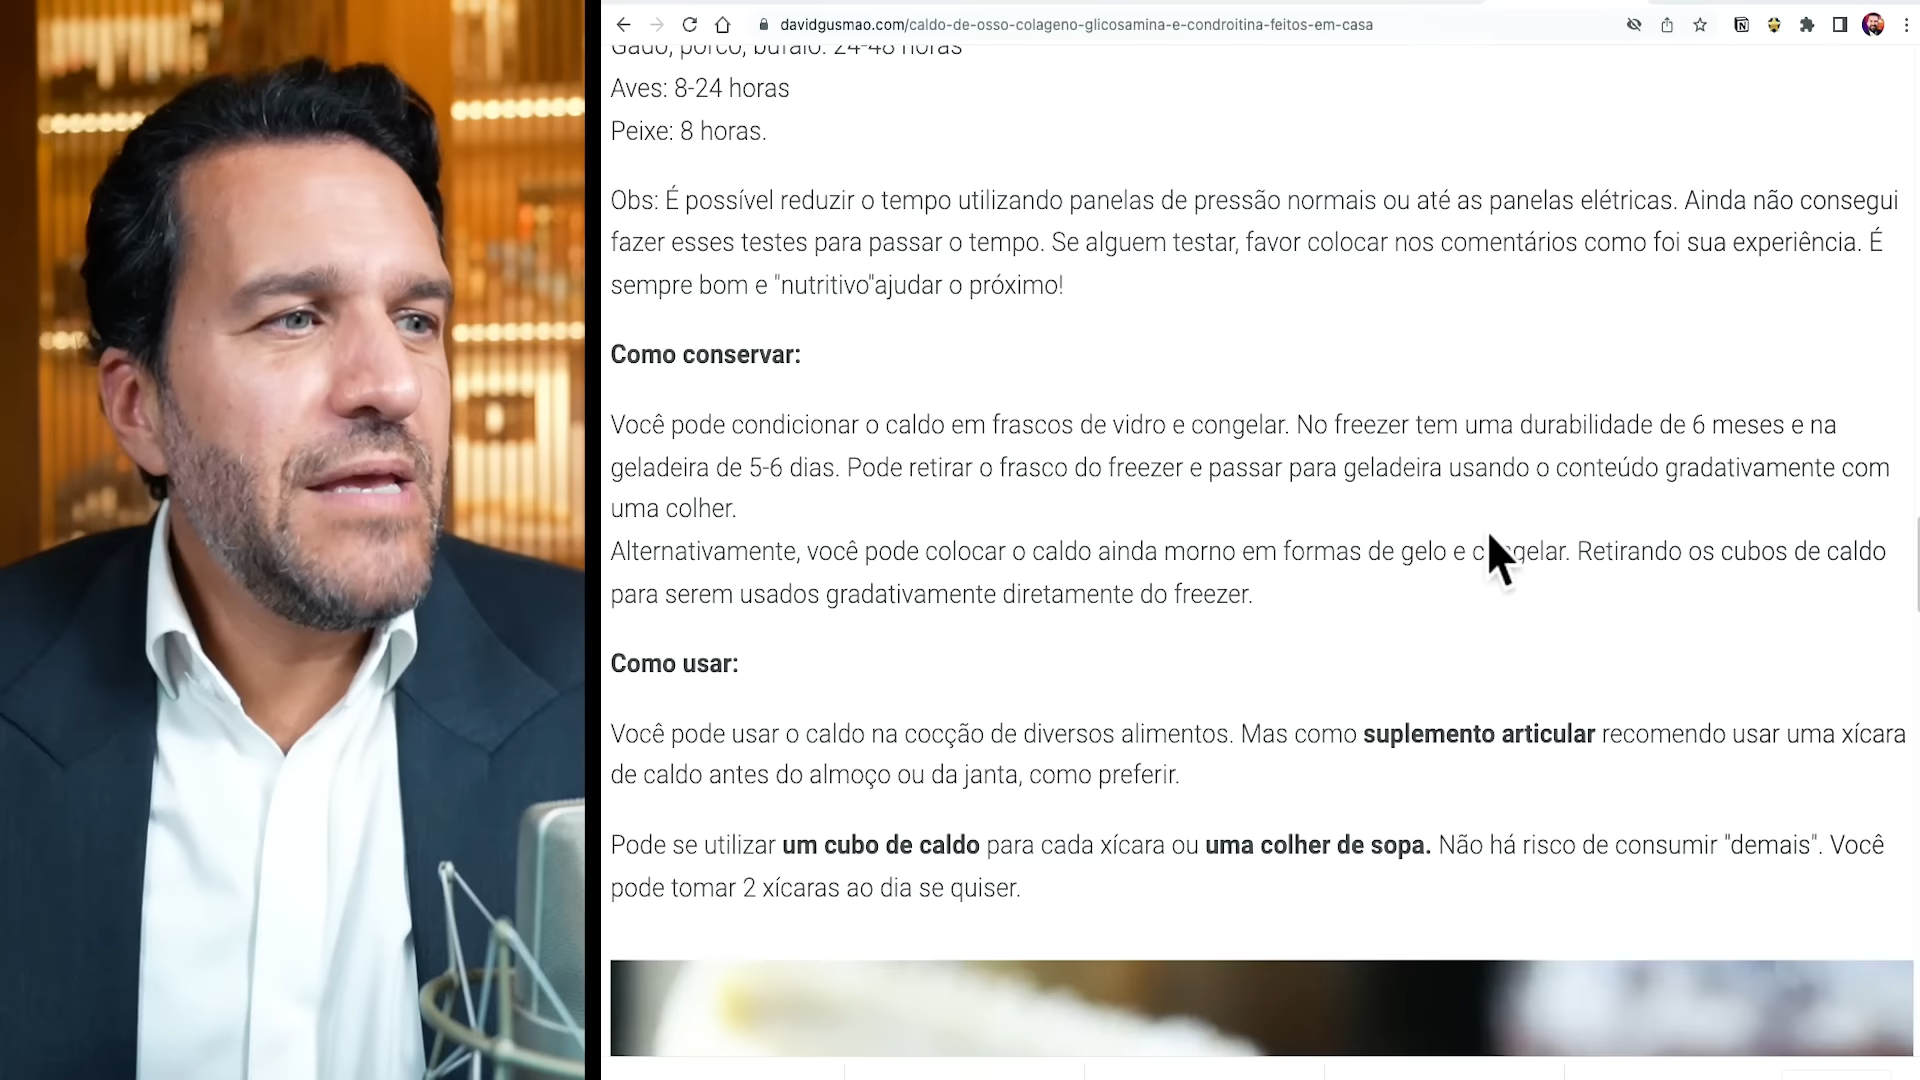 davidgusmao.com/caldo-de-osso-colageno-glicosamina-e-condroitina-feitos-em-casa
Gado, porco, búfalo: 24-48 horas
Aves: 8-24 horas
Peixe: 8 horas.
Obs: É possível reduzir o tempo utilizando panelas de pressão normais ou até as panelas elétricas. Ainda não consegui
fazer esses testes para passar o tempo. Se alguem testar, favor colocar nos comentários como foi sua experiência. É
sempre bom e "nutritivo"ajudar o próximo!
Como conservar:
Você pode condicionar o caldo em frascos de vidro e congelar. No freezer tem uma durabilidade de 6 meses e na
geladeira de 5-6 dias. Pode retirar o frasco do freezer e passar para geladeira usando o conteúdo gradativamente com
uma colher.
Alternativamente, você pode colocar o caldo ainda morno em formas de gelo e congelar. Retirando os cubos de caldo
para serem usados gradativamente diretamente do freezer.
Como usar:
Você pode usar o caldo na cocção de diversos alimentos. Mas como suplemento articular recomendo usar uma xícara
de caldo antes do almoço ou da janta, como preferir.
Pode se utilizar um cubo de caldo para cada xícara ou uma colher de sopa. Não há risco de consumir "demais". Você
pode tomar 2 xícaras ao dia se quiser.